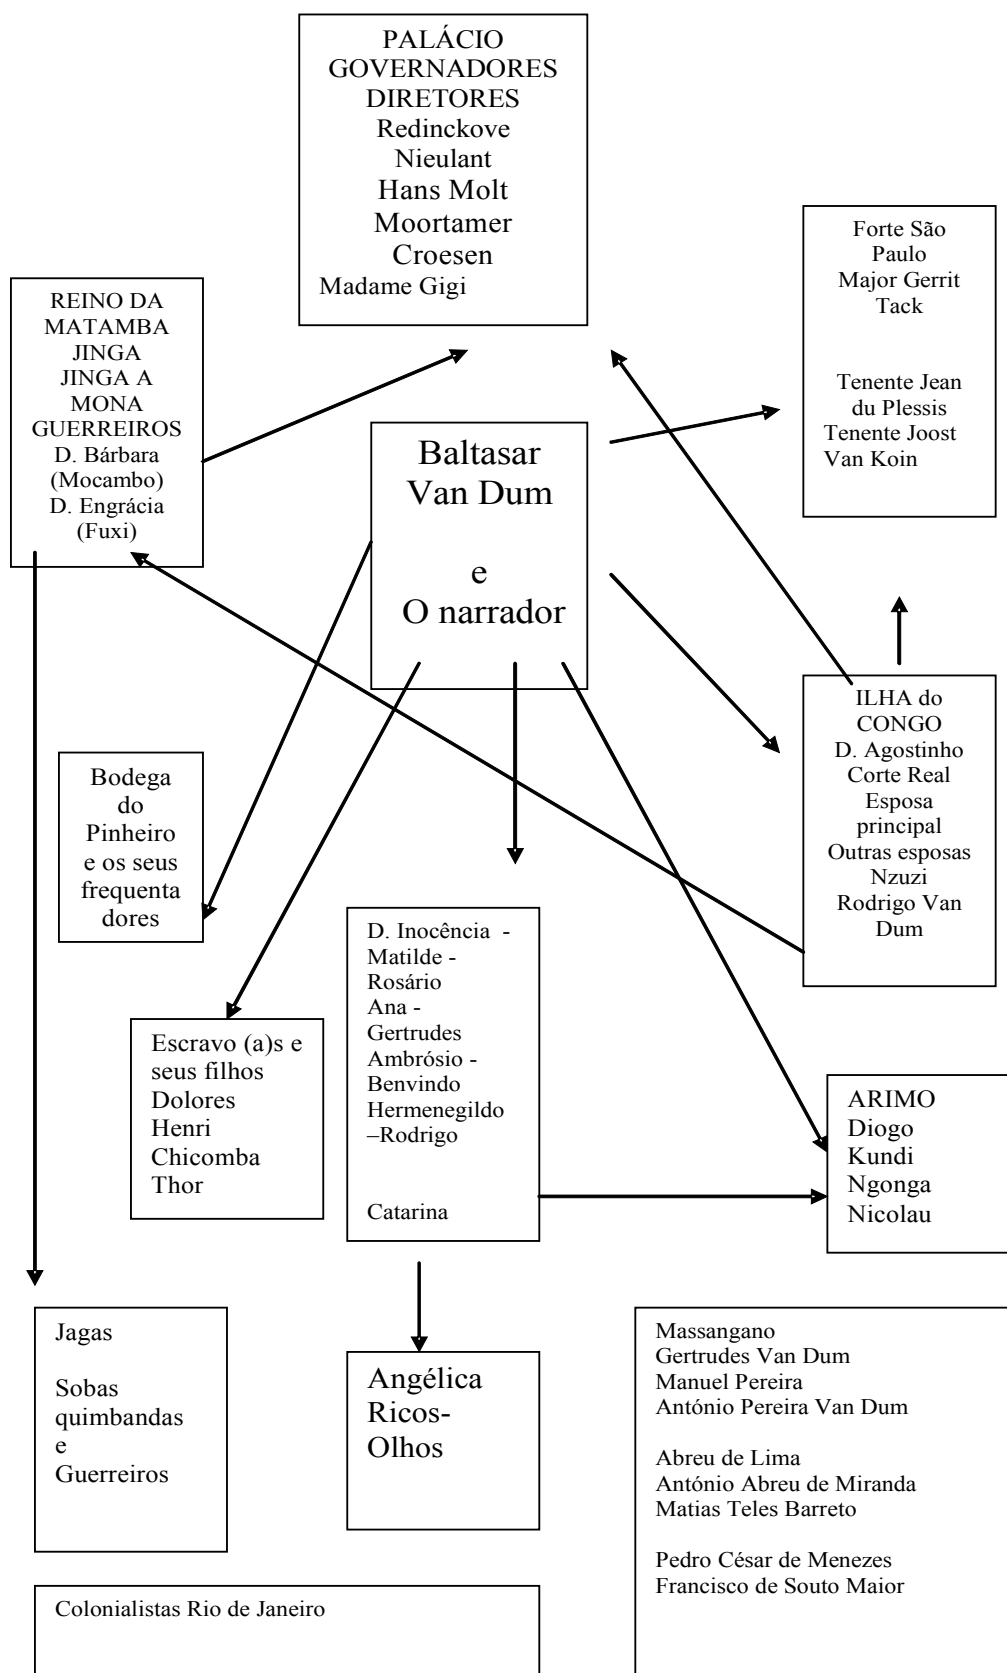 PALÁCIO
GOVERNADORES
DIRETORES
Redinckove
Nieulant
Hans Molt
Moortamer
Croesen
Madame Gigi
Forte São
Paulo
Major Gerrit
Tack
Tenente Jean
du Plessis
Tenente Joost
Van Koin
REINO DA
MATAMBA
JINGA
JINGA A
MONA
GUERREIROS
D. Bárbara
(Mocambo)
D. Engrácia
(Fuxi)
Baltasar
Van Dum
e
O narrador
ILHA do
CONGO
D. Agostinho
Corte Real
Esposa
principal
Outras esposas
Nzuzi
Rodrigo Van
Dum
Bodega
do
Pinheiro
e os seus
frequenta
dores
D. Inocência -
Matilde -
Rosário
Ana -
Gertrudes
Ambrósio -
Benvindo
Hermenegildo
–Rodrigo
Catarina
Escravo (a)s e
seus filhos
Dolores
Henri
Chicomba
Thor
ARIMO
Diogo
Kundi
Ngonga
Nicolau
Jagas
Sobas
quimbandas
e
Guerreiros
Angélica
Ricos-
Olhos
Massangano
Gertrudes Van Dum
Manuel Pereira
António Pereira Van Dum
Abreu de Lima
António Abreu de Miranda
Matias Teles Barreto
Pedro César de Menezes
Francisco de Souto Maior
Colonialistas Rio de Janeiro